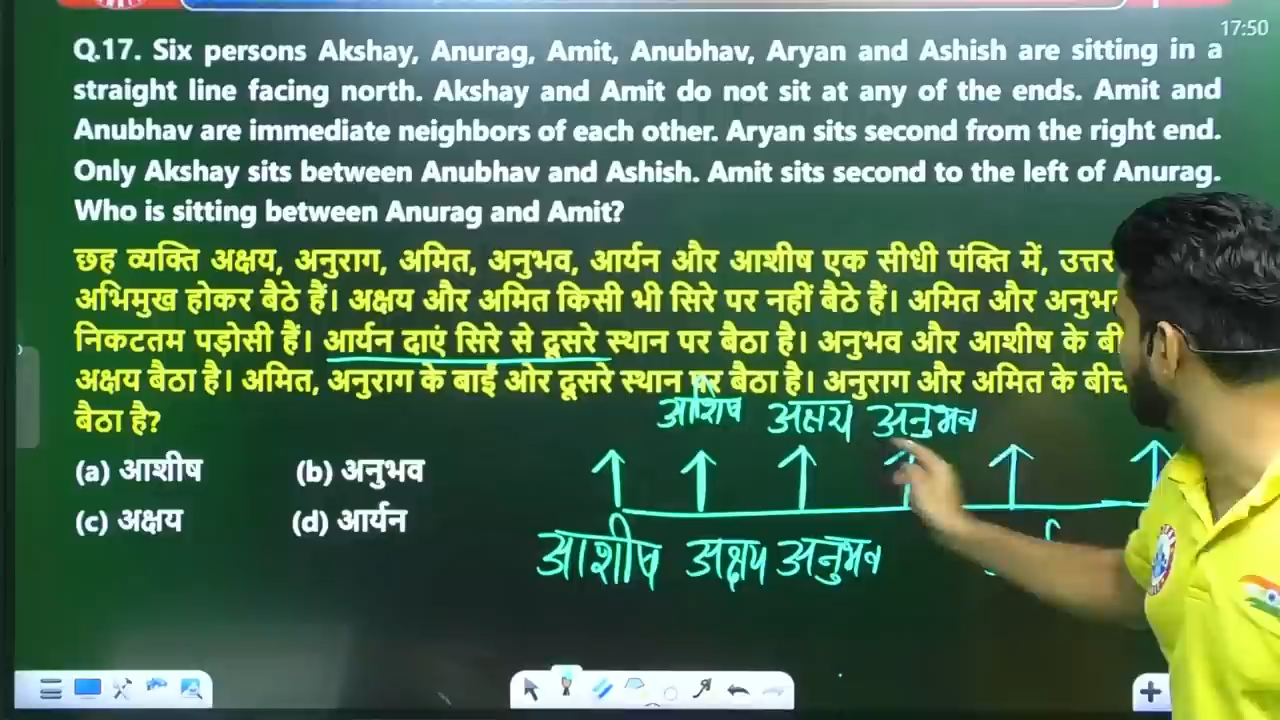 17:50
Q.17. Six persons Akshay, Anurag, Amit, Anubhav, Aryan and Ashish are sitting in a
straight line facing north. Akshay and Amit do not sit at any of the ends. Amit and
Anubhav are immediate neighbors of each other. Aryan sits second from the right end.
Only Akshay sits between Anubhav and Ashish. Amit sits second to the left of Anurag.
Who is sitting between Anurag and Amit?
छह व्यक्ति अक्षय, अनुराग, अमित, अनुभव, आर्यन और आशीष एक सीधी पंक्ति में, उत्तर
अभिमुख होकर बैठे हैं। अक्षय और अमित किसी भी सिरे पर नहीं बैठे हैं। अमित और
निकटतम पड़ोसी हैं। आर्यन दाएं सिरे से दूसरे स्थान पर बैठा है। अनुभव और आशीष के
अक्षय बैठा है। अमित, अनुराग के बाईं ओर दूसरे स्थान पर बैठा है। अनुराग और अमित के बीच
बैठा है?
आशिष अक्षय अनुभव
(a) आशीष (b) अनुभव
(c) अक्षय (d) आर्यन
आशीष अक्षय अनुभव